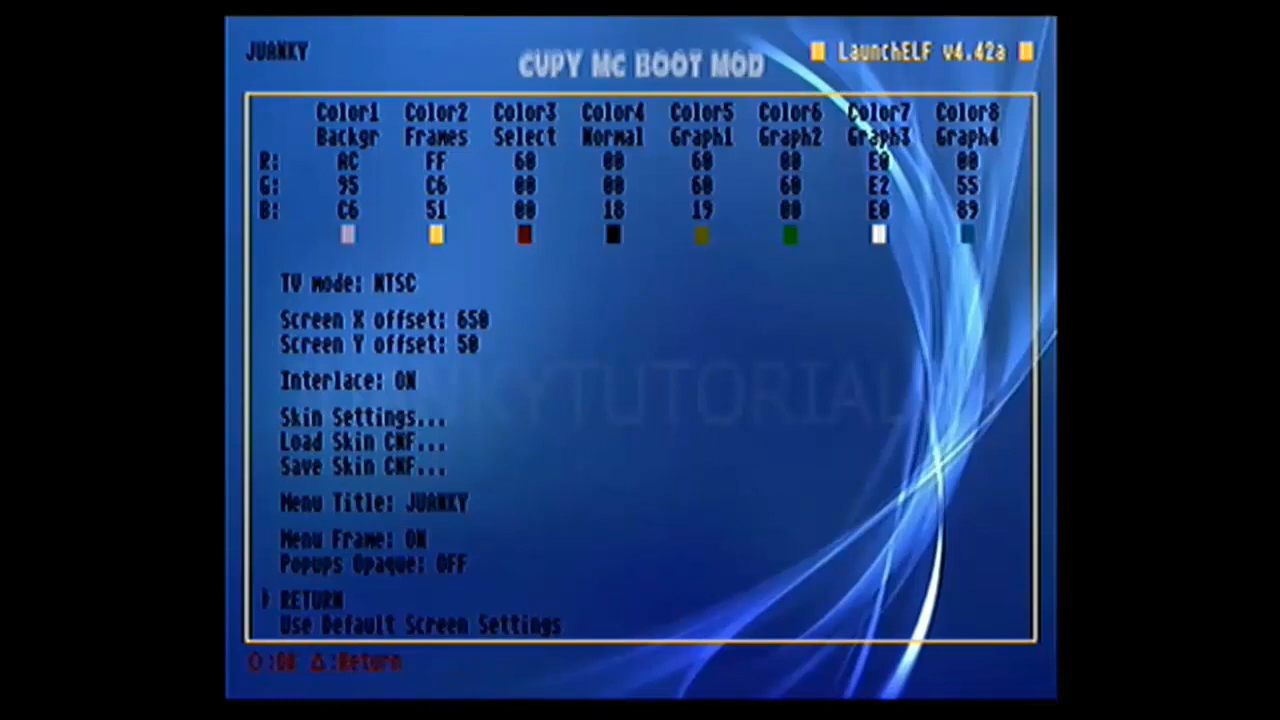 JUANKY
CVPY MC BOOT MOD
LaunchELF v4.42a
Color1 Color2 Color3 Color4 Color5 Color6 Color7 Color8
Backgr Frames Select Normal Graph1 Graph2 Graph3 Graph4
R: AC FF 60 00 60 00 E0 00
G: 95 C6 00 00 60 60 E2 55
B: C6 51 00 18 19 00 E0 89
TV mode: NTSC
Screen X offset: 650
Screen Y offset: 50
Interlace: ON
KYTUTORIAL
Skin Settings...
Load Skin CNF...
Save Skin CNF...
Menu Title: JUANKY
Menu Frame: ON
Popups Opaque: OFF
RETURN
Use Default Screen Settings
O:OK Δ:Return